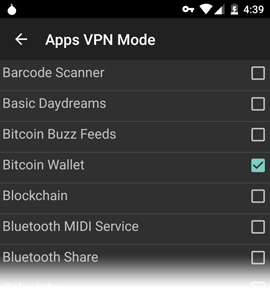 4:39
Apps VPN Mode
Barcode Scanner
Basic Daydreams
Bitcoin Buzz Feeds
Bitcoin Wallet
Blockchain
Bluetooth MIDI Service
Bluetooth Share